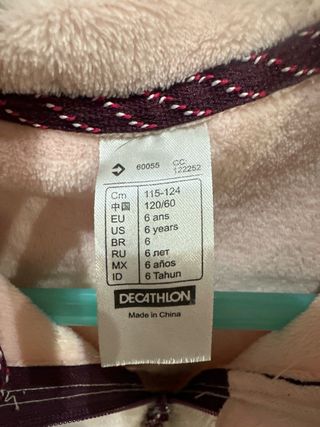 60055 CC
122252
Cm 115-124
中国 120/60
EU 6 ans
US 6 years
BR 6
RU 6 лет
MX 6 años
ID 6 Tahun
DECATHLON
Made in China